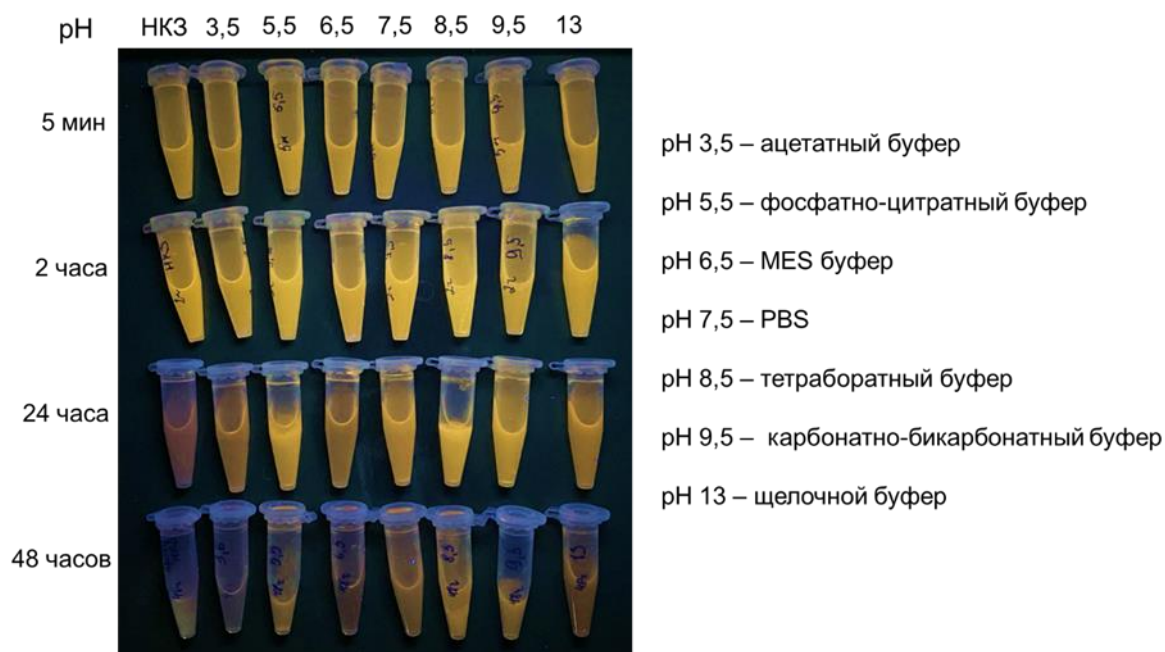 pH НКЗ 3,5 5,5 6,5 7,5 8,5 9,5 13
5 мин
2 часа
24 часа
48 часов
pH 3,5 – ацетатный буфер
pH 5,5 – фосфатно-цитратный буфер
pH 6,5 – MES буфер
pH 7,5 – PBS
pH 8,5 – тетраборатный буфер
pH 9,5 – карбонатно-бикарбонатный буфер
pH 13 – щелочной буфер